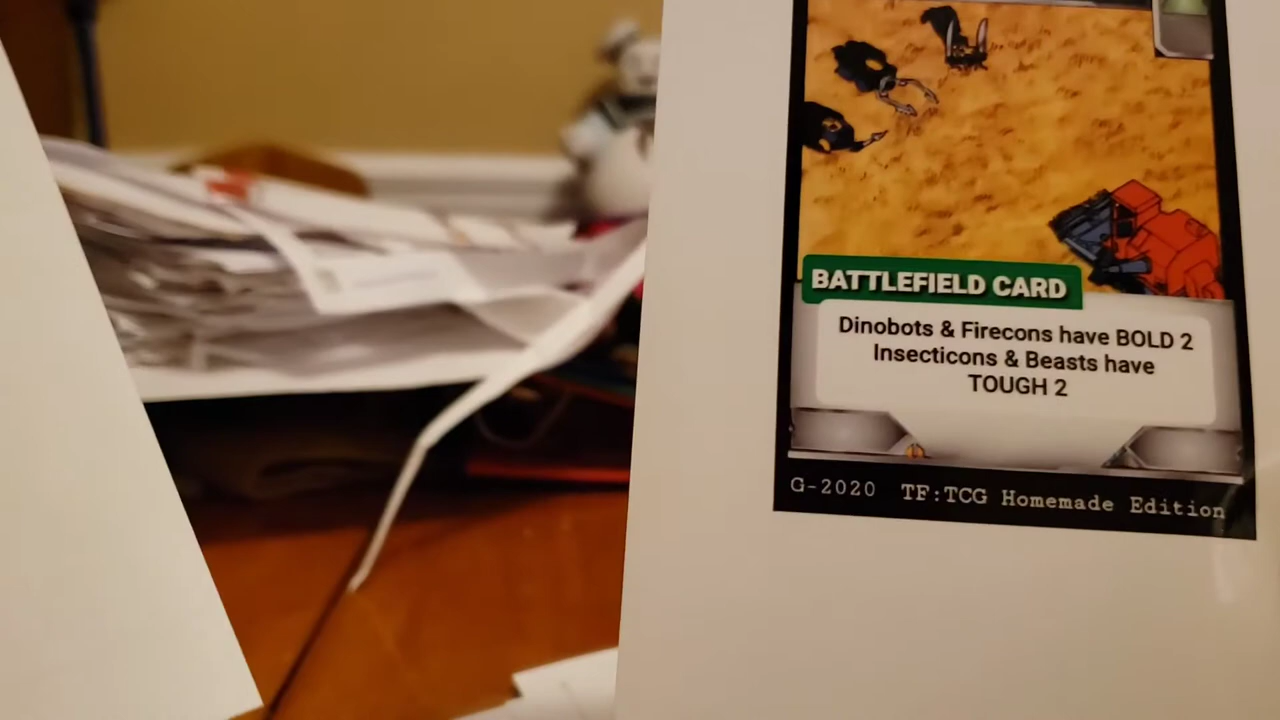 BATTLEFIELD CARD
Dinobots & Firecons have BOLD 2
Insecticons & Beasts have
TOUGH 2
G-2020 TF:TCG Homemade Edition